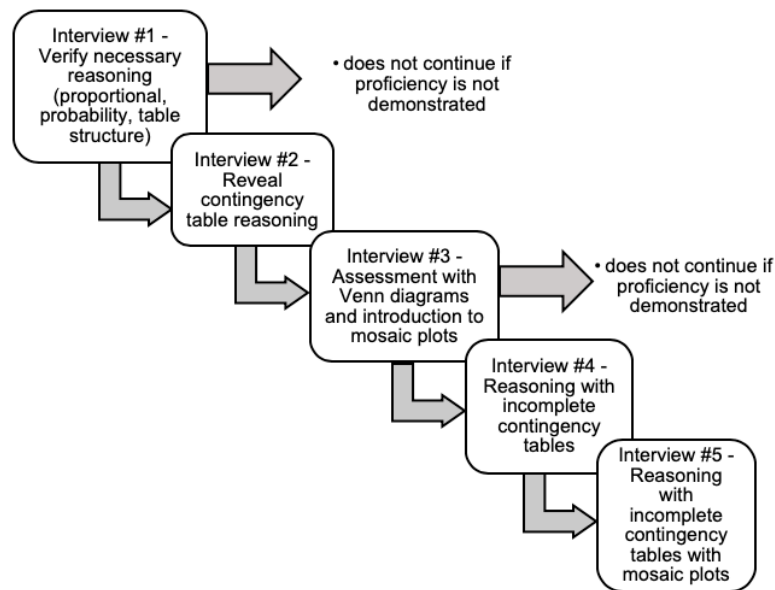 Interview #1 -
Verify necessary
reasoning
(proportional,
probability, table
structure)
• does not continue if
proficiency is not
demonstrated
Interview #2 -
Reveal
contingency
table reasoning
Interview #3 -
Assessment with
Venn diagrams
and introduction to
mosaic plots
• does not continue if
proficiency is not
demonstrated
Interview #4 -
Reasoning with
incomplete
contingency
tables
Interview #5 -
Reasoning
with
incomplete
contingency
tables with
mosaic plots